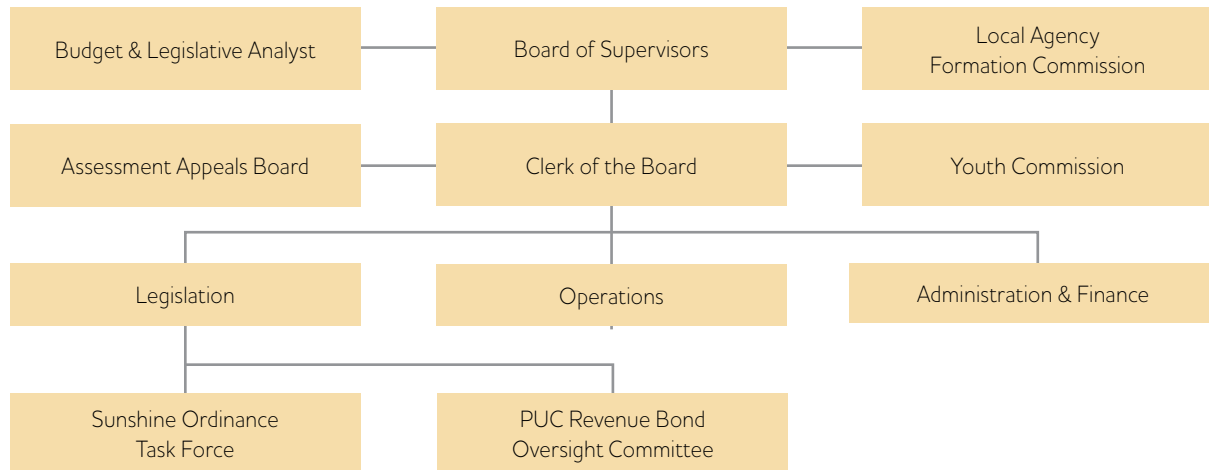 Budget & Legislative Analyst
Board of Supervisors
Local Agency
Formation Commission
Assessment Appeals Board
Clerk of the Board
Youth Commission
Legislation
Operations
Administration & Finance
Sunshine Ordinance
Task Force
PUC Revenue Bond
Oversight Committee